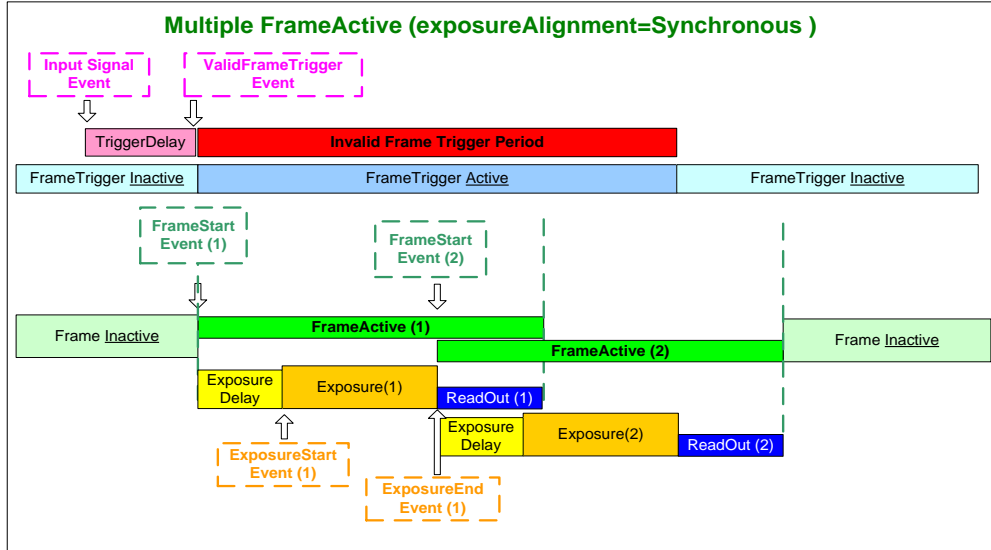 Multiple FrameActive (exposureAlignment=Synchronous )
Input Signal
Event
ValidFrameTrigger
Event
TriggerDelay
Invalid Frame Trigger Period
FrameTrigger Inactive
FrameTrigger Active
FrameTrigger Inactive
FrameStart
Event (1)
FrameStart
Event (2)
Frame Inactive
FrameActive (1)
FrameActive (2)
Frame Inactive
Exposure
Delay
Exposure(1)
ReadOut (1)
Exposure
Delay
Exposure(2)
ReadOut (2)
ExposureStart
Event (1)
ExposureEnd
Event (1)